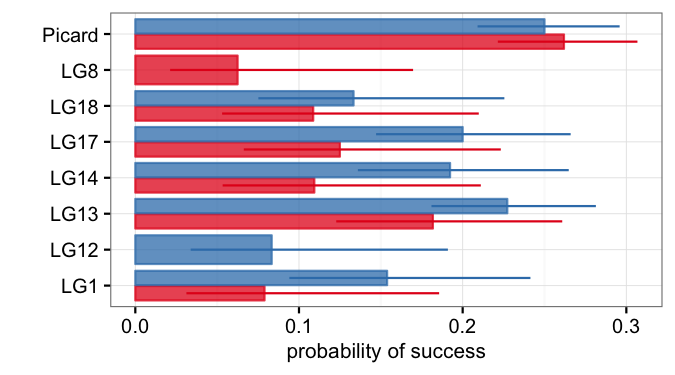 Picard
LG8
LG18
LG17
LG14
LG13
LG12
LG1
0.0 0.1 0.2 0.3
probability of success